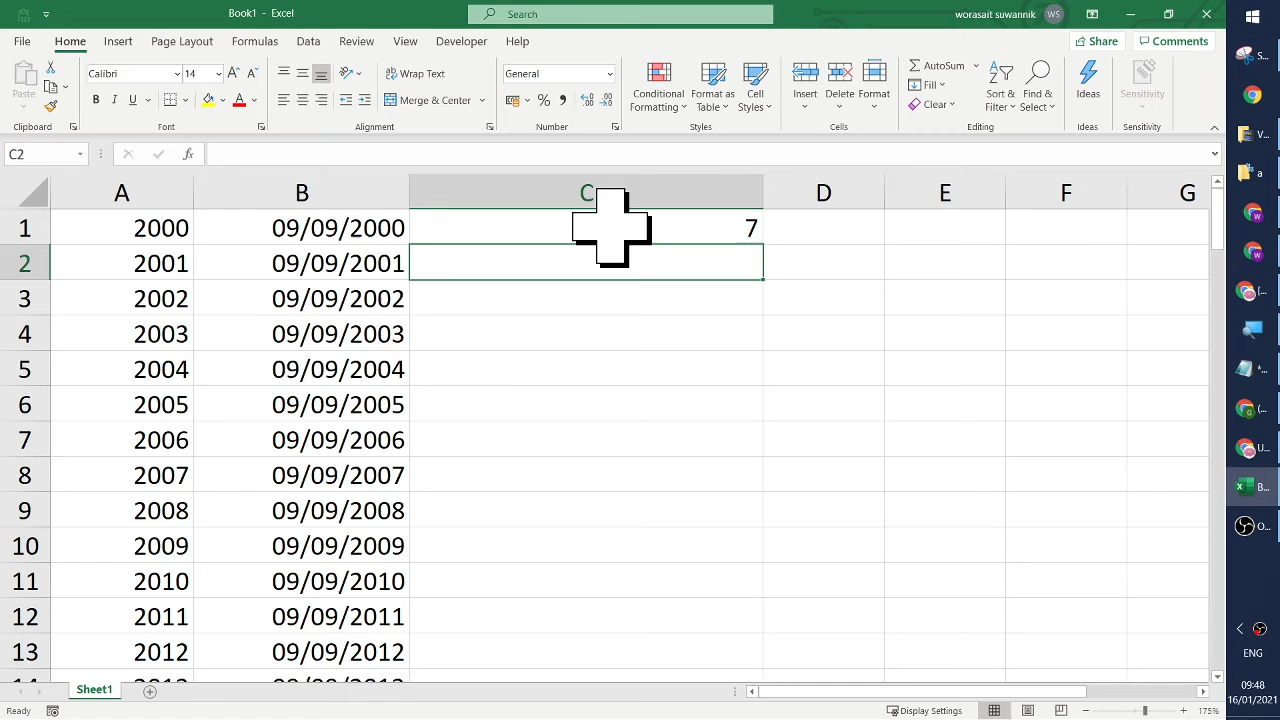 Book1 - Excel
Search
worasait suwannik
WS
File
Home
Insert
Page Layout
Formulas
Data
Review
View
Developer
Help
Share
Comments
Paste
Calibri
14
B I U
A A
Wrap Text
Merge & Center
General
Conditional Formatting
Format as Table
Cell Styles
Insert
Delete
Format
AutoSum
Fill
Clear
Sort & Filter
Find & Select
Ideas
Sensitivity
Clipboard
Font
Alignment
Number
Styles
Cells
Editing
Ideas
Sensitivity
C2
fx
A B C D E F G
1 2000 09/09/2000 7
2 2001 09/09/2001
3 2002 09/09/2002
4 2003 09/09/2003
5 2004 09/09/2004
6 2005 09/09/2005
7 2006 09/09/2006
8 2007 09/09/2007
9 2008 09/09/2008
10 2009 09/09/2009
11 2010 09/09/2010
12 2011 09/09/2011
13 2012 09/09/2012
Sheet1
Ready
Display Settings
175%
S...
V...
a
[...
*...
(...
U...
B...
O...
ENG
09:48
16/01/2021